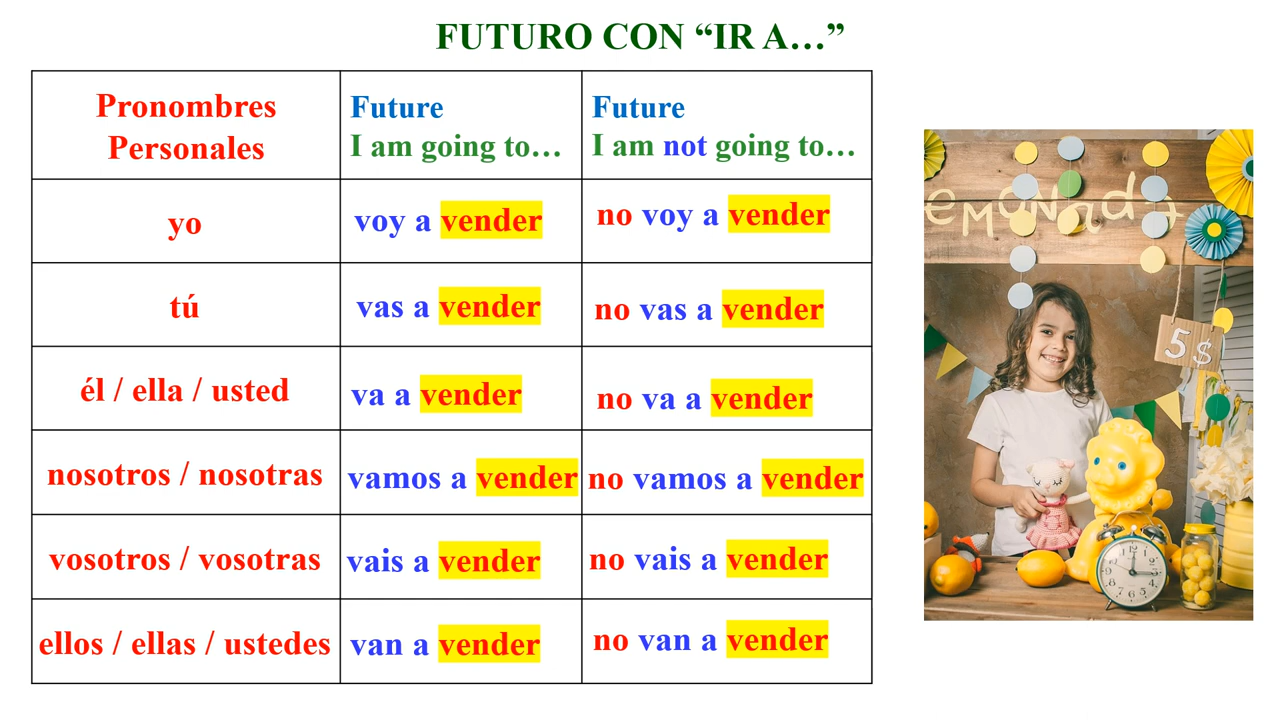 FUTURO CON “IR A…”
Pronombres Personales
Future
I am going to…
Future
I am not going to…
yo
voy a vender
no voy a vender
tú
vas a vender
no vas a vender
él / ella / usted
va a vender
no va a vender
nosotros / nosotras
vamos a vender
no vamos a vender
vosotros / vosotras
vais a vender
no vais a vender
ellos / ellas / ustedes
van a vender
no van a vender
5$